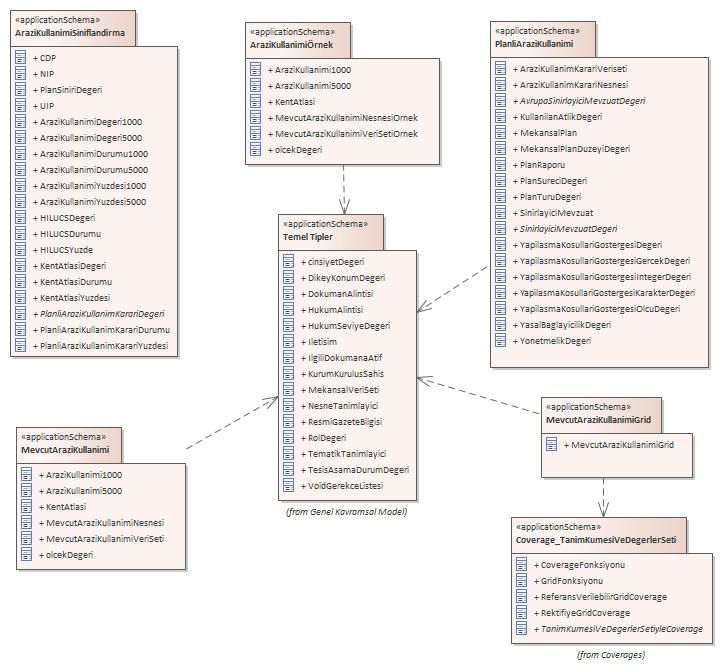 «applicationSchema»
AraziKullanimiSiniflandirma
+ CDP
+ NIP
+ PlanSiniriDegeri
+ UIP
+ AraziKullanimiDegeri1000
+ AraziKullanimiDegeri5000
+ AraziKullanimiDurumu1000
+ AraziKullanimiDurumu5000
+ AraziKullanimiYuzdesi1000
+ AraziKullanimiYuzdesi5000
+ HILUCSDegeri
+ HILUCSDurumu
+ HILUCSYuzde
+ KentAtlasiDegeri
+ KentAtlasiDurumu
+ KentAtlasiYuzdesi
+ PlanliAraziKullanimKarariDegeri
+ PlanliAraziKullanimKarariDurumu
+ PlanliAraziKullanimKarariYuzdesi
«applicationSchema»
AraziKullanimiÖrnek
+ AraziKullanimi1000
+ AraziKullanimi5000
+ KentAtlasi
+ MevcutAraziKullanimiNesnesiOrnek
+ MevcutAraziKullanimiVeriSetiOrnek
+ olcekDegeri
«applicationSchema»
PlanliAraziKullanimi
+ AraziKullanimKarariVeriseti
+ AraziKullanimKarariNesnesi
+ AvrupaSinirlayiciMevzuatDegeri
+ KullanilanAtlikDegeri
+ MekansalPlan
+ MekansalPlanDuzeyiDegeri
+ PlanRaporu
+ PlanSureciDegeri
+ PlanTuruDegeri
+ SinirlayiciMevzuat
+ SinirlayiciMevzuatDegeri
+ YapilasmaKosullariGostergesiDegeri
+ YapilasmaKosullariGostergesiGercekDegeri
+ YapilasmaKosullariGostergesiIntegerDegeri
+ YapilasmaKosullariGostergesiKarakterDegeri
+ YapilasmaKosullariGostergesiOlcuDegeri
+ YasalBaglayicilikDegeri
+ YonetmelikDegeri
«applicationSchema»
Temel Tipler
+ cinsiyetDegeri
+ DikeyKonumDegeri
+ DokumanAlintisi
+ HukumAlintisi
+ HukumSeviyeDegeri
+ Iletisim
+ IlgiliDokumanaAtif
+ KurumKurulusSahis
+ MekansalVeriSeti
+ NesneTanimlayici
+ ResmiGazeteBilgisi
+ RolDegeri
+ TematikTanimlayici
+ TesisAsamaDurumDegeri
+ VoidGerekceListesi
(from Genel Kavramsal Model)
«applicationSchema»
MevcutAraziKullanimi
+ AraziKullanimi1000
+ AraziKullanimi5000
+ KentAtlasi
+ MevcutAraziKullanimiNesnesi
+ MevcutAraziKullanimiVeriSeti
+ olcekDegeri
«applicationSchema»
MevcutAraziKullanimiGrid
+ MevcutAraziKullanimiGrid
«applicationSchema»
Coverage_TanimKumesiVeDegerlerSeti
+ CoverageFonksiyonu
+ GridFonksiyonu
+ ReferansVerilebilirGridCoverage
+ RektifiyeGridCoverage
+ TanimKumesiVeDegerlerSetiyleCoverage
(from Coverages)